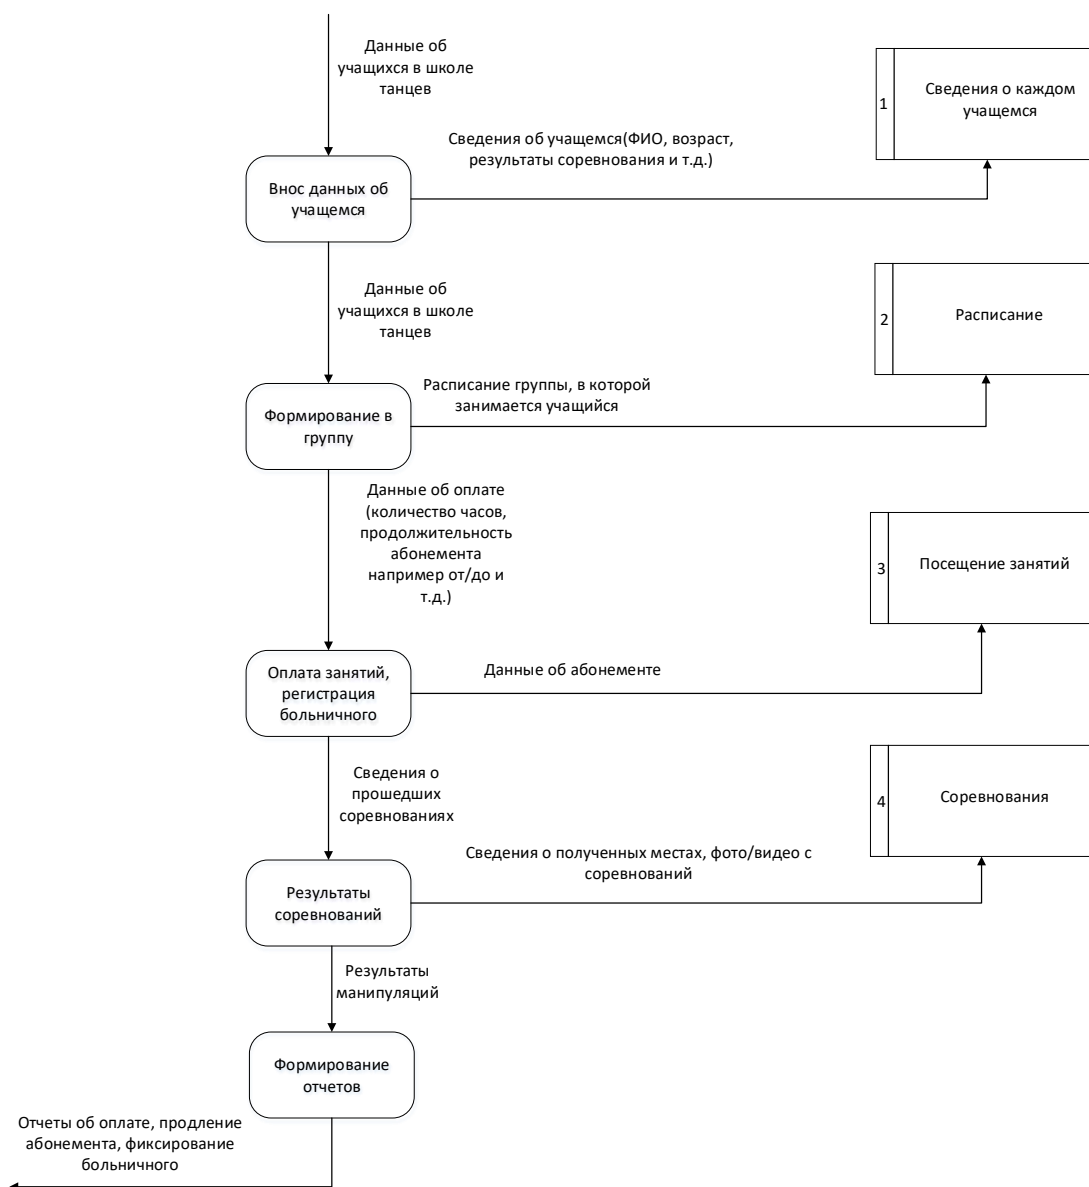 Данные об
учащихся в школе
танцев
1
Сведения о каждом
учащемся
Сведения об учащемся(ФИО, возраст,
результаты соревнования и т.д.)
Внос данных об
учащемся
Данные об
учащихся в школе
танцев
2
Расписание
Расписание группы, в которой
занимается учащийся
Формирование в
группу
Данные об оплате
(количество часов,
продолжительность
абонемента
например от/до и
т.д.)
3
Посещение занятий
Оплата занятий,
регистрация
больничного
Данные об абонементе
Сведения о
прошедших
соревнованиях
4
Соревнования
Сведения о полученных местах, фото/видео с
соревнований
Результаты
соревнований
Результаты
манипуляций
Формирование
отчетов
Отчеты об оплате, продление
абонемента, фиксирование
больничного